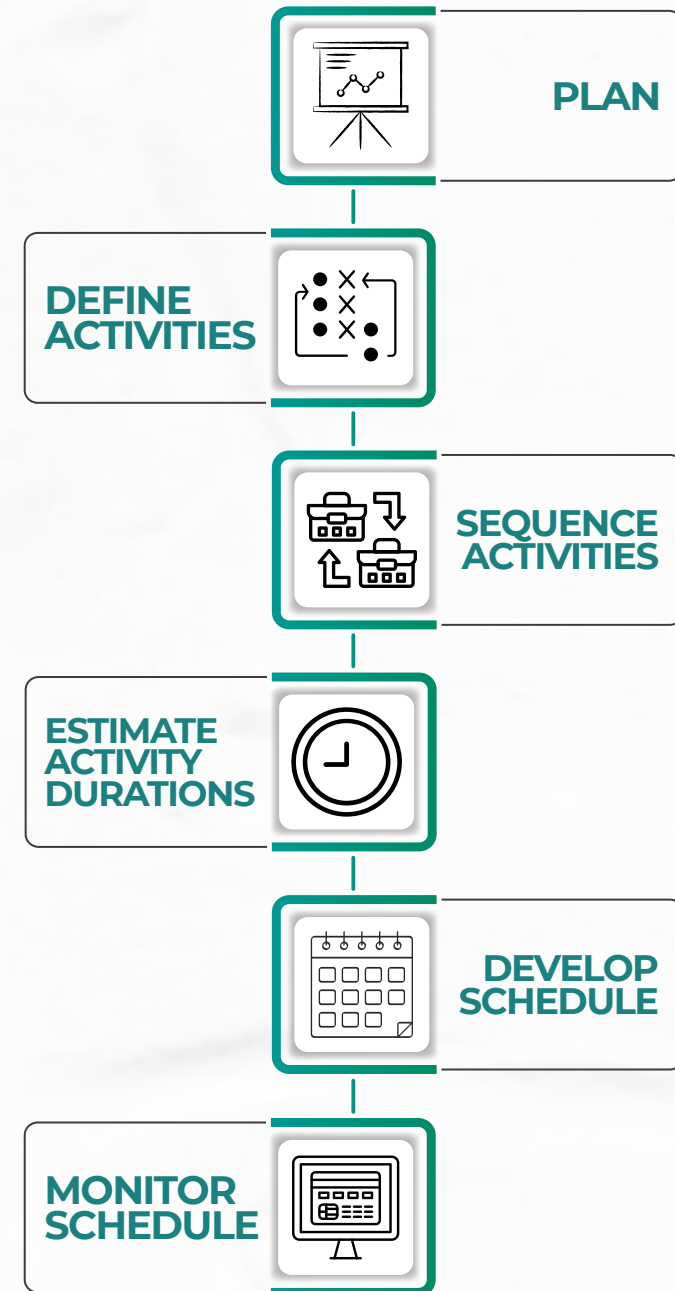 PLAN
DEFINE
ACTIVITIES
SEQUENCE
ACTIVITIES
ESTIMATE
ACTIVITY
DURATIONS
DEVELOP
SCHEDULE
MONITOR
SCHEDULE